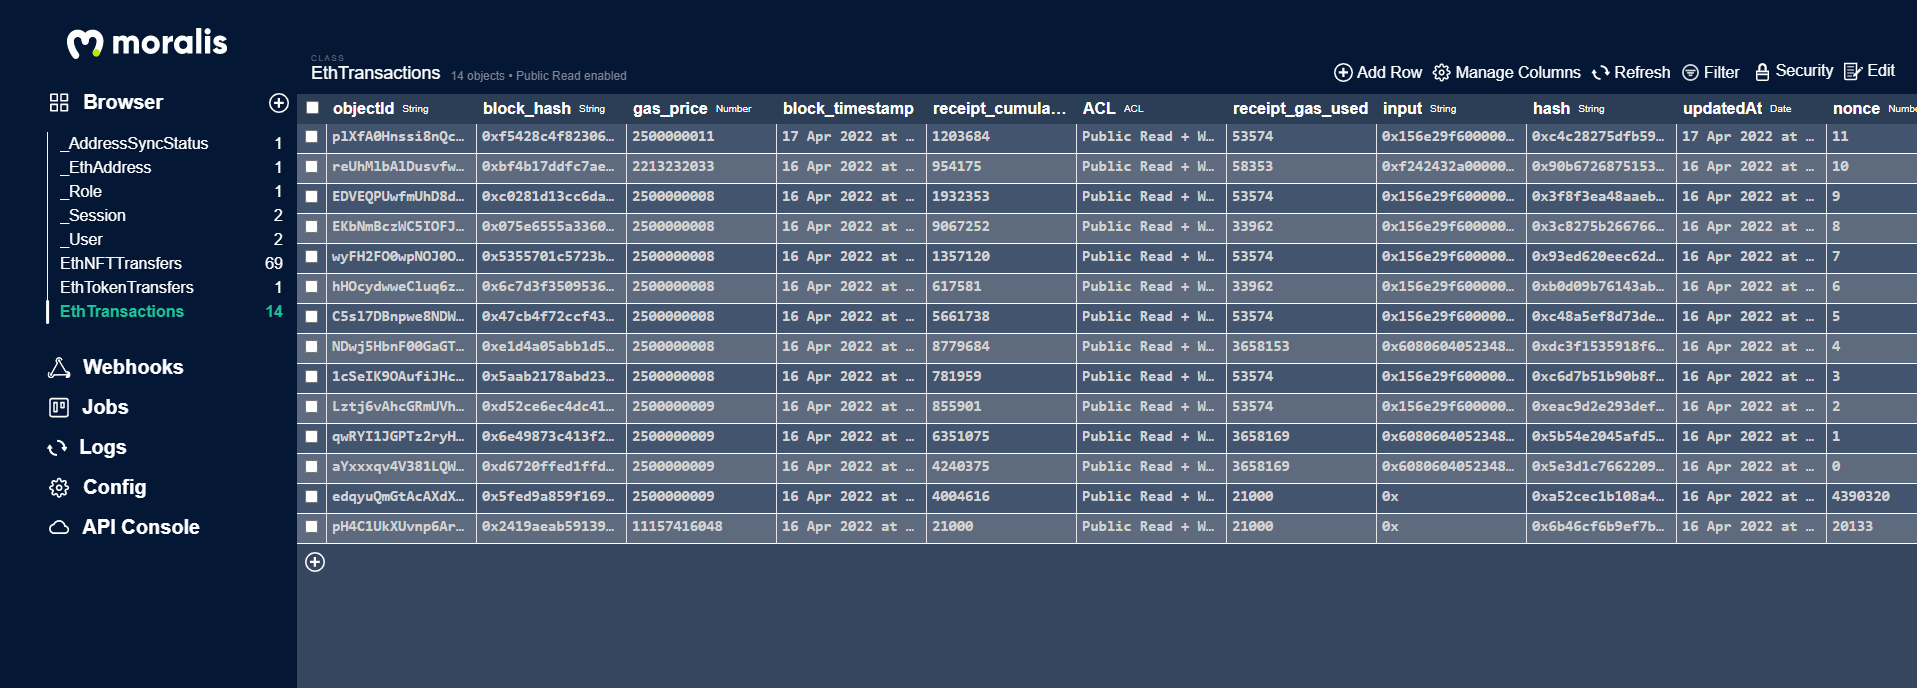 moralis
CLASS
EthTransactions 14 objects • Public Read enabled
Add Row Manage Columns Refresh Filter Security Edit
Browser
_AddressSyncStatus 1
_EthAddress 1
_Role 1
_Session 2
_User 2
EthNFTTransfers 69
EthTokenTransfers 1
EthTransactions 14
Webhooks
Jobs
Logs
Config
API Console
objectId String block_hash String gas_price Number block_timestamp receipt_cumula... ACL ACL receipt_gas_used input String hash String updatedAt Date nonce Numbe
plXfA0Hnssi8nQc... 0xf5428c4f82306... 2500000011 17 Apr 2022 at ... 1203684 Public Read + W... 53574 0x156e29f600000... 0xc4c28275dfb59... 17 Apr 2022 at ... 11
reUhMlbAlDusvfw... 0xbf4b17ddfc7ae... 2213232033 16 Apr 2022 at ... 954175 Public Read + W... 58353 0xf242432a00000... 0x90b6726875153... 16 Apr 2022 at ... 10
EDVEQPUwfmUhD8d... 0xc0281d13cc6da... 2500000008 16 Apr 2022 at ... 1932353 Public Read + W... 53574 0x156e29f600000... 0x3f8f3ea48aaeb... 16 Apr 2022 at ... 9
EKbNmBczWC5IOFJ... 0x075e6555a3360... 2500000008 16 Apr 2022 at ... 9067252 Public Read + W... 33962 0x156e29f600000... 0x3c8275b266766... 16 Apr 2022 at ... 8
wyFH2FO0wpNOJ0O... 0x5355701c5723b... 2500000008 16 Apr 2022 at ... 1357120 Public Read + W... 53574 0x156e29f600000... 0x93ed620eec62d... 16 Apr 2022 at ... 7
hHOcydwweCluq6z... 0x6c7d3f3509536... 2500000008 16 Apr 2022 at ... 617581 Public Read + W... 33962 0x156e29f600000... 0xb0d09b76143ab... 16 Apr 2022 at ... 6
C5sl7DBnpwe8NDW... 0x47cb4f72ccf43... 2500000008 16 Apr 2022 at ... 5661738 Public Read + W... 53574 0x156e29f600000... 0xc48a5ef8d73de... 16 Apr 2022 at ... 5
NDwj5HbnF00GaGT... 0xe1d4a05abb1d5... 2500000008 16 Apr 2022 at ... 8779684 Public Read + W... 3658153 0x6080604052348... 0xdc3f1535918f6... 16 Apr 2022 at ... 4
1cSeIK9OAufiJHc... 0x5aab2178abd23... 2500000008 16 Apr 2022 at ... 781959 Public Read + W... 53574 0x156e29f600000... 0xc6d7b51b90b8f... 16 Apr 2022 at ... 3
Lztj6vAhcGRmUVh... 0xd52ce6ec4dc41... 2500000009 16 Apr 2022 at ... 855901 Public Read + W... 53574 0x156e29f600000... 0xeac9d2e293def... 16 Apr 2022 at ... 2
qwRYI1JGPTz2ryH... 0x6e49873c413f2... 2500000009 16 Apr 2022 at ... 6351075 Public Read + W... 3658169 0x6080604052348... 0x5b54e2045afd5... 16 Apr 2022 at ... 1
aYxxxqv4V381LQW... 0xd6720ffed1ffd... 2500000009 16 Apr 2022 at ... 4240375 Public Read + W... 3658169 0x6080604052348... 0x5e3d1c7662209... 16 Apr 2022 at ... 0
edqyuQmGtAcAXdX... 0x5fed9a859f169... 2500000009 16 Apr 2022 at ... 4004616 Public Read + W... 21000 0x 0xa52cec1b108a4... 16 Apr 2022 at ... 4390320
pH4C1UkXUvnp6Ar... 0x2419aeab59139... 11157416048 16 Apr 2022 at ... 21000 Public Read + W... 21000 0x 0x6b46cf6b9ef7b... 16 Apr 2022 at ... 20133